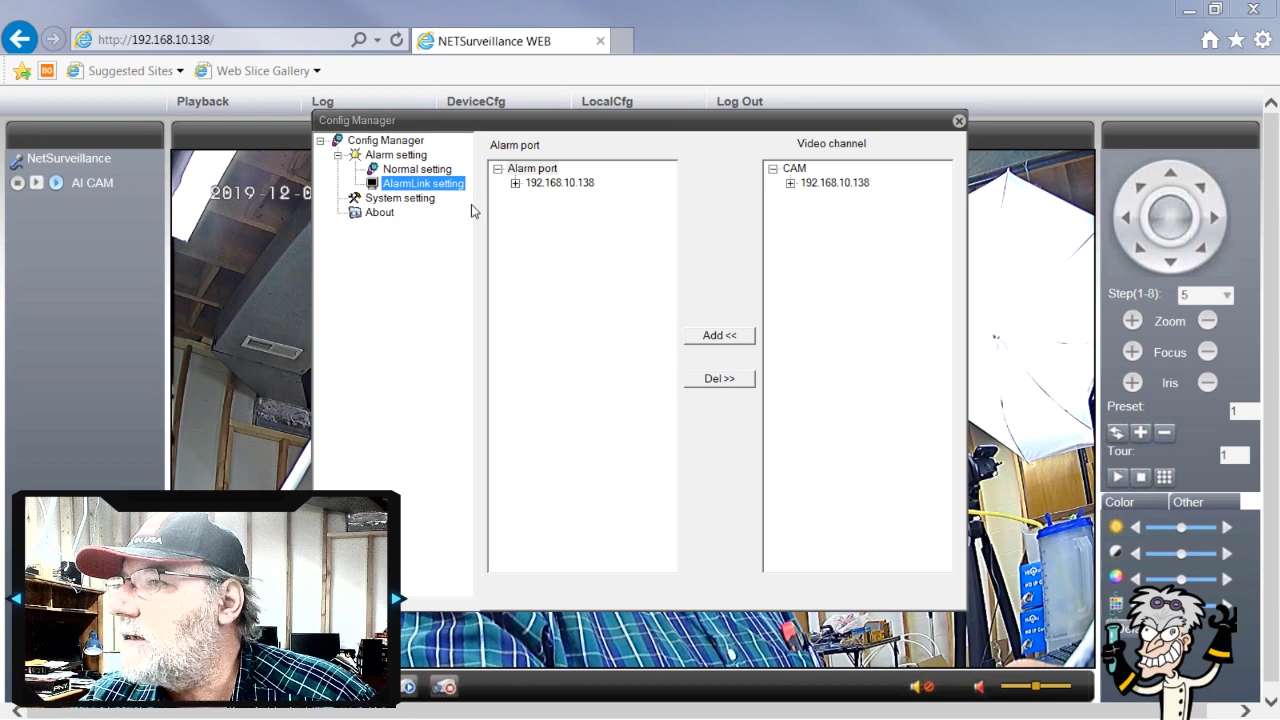 http://192.168.10.138/
NETSurveillance WEB
BG
Suggested Sites
Web Slice Gallery
Playback
Log
DeviceCfg
LocalCfg
Log Out
Config Manager
NetSurveillance
AI CAM
2019-12-0
Config Manager
Alarm setting
Normal setting
AlarmLink setting
System setting
About
Alarm port
Alarm port
192.168.10.138
Video channel
CAM
192.168.10.138
Add <<
Del >>
Step(1-8):
5
Zoom
Focus
Iris
Preset:
1
Tour:
1
Color
Other
N USA
PNY